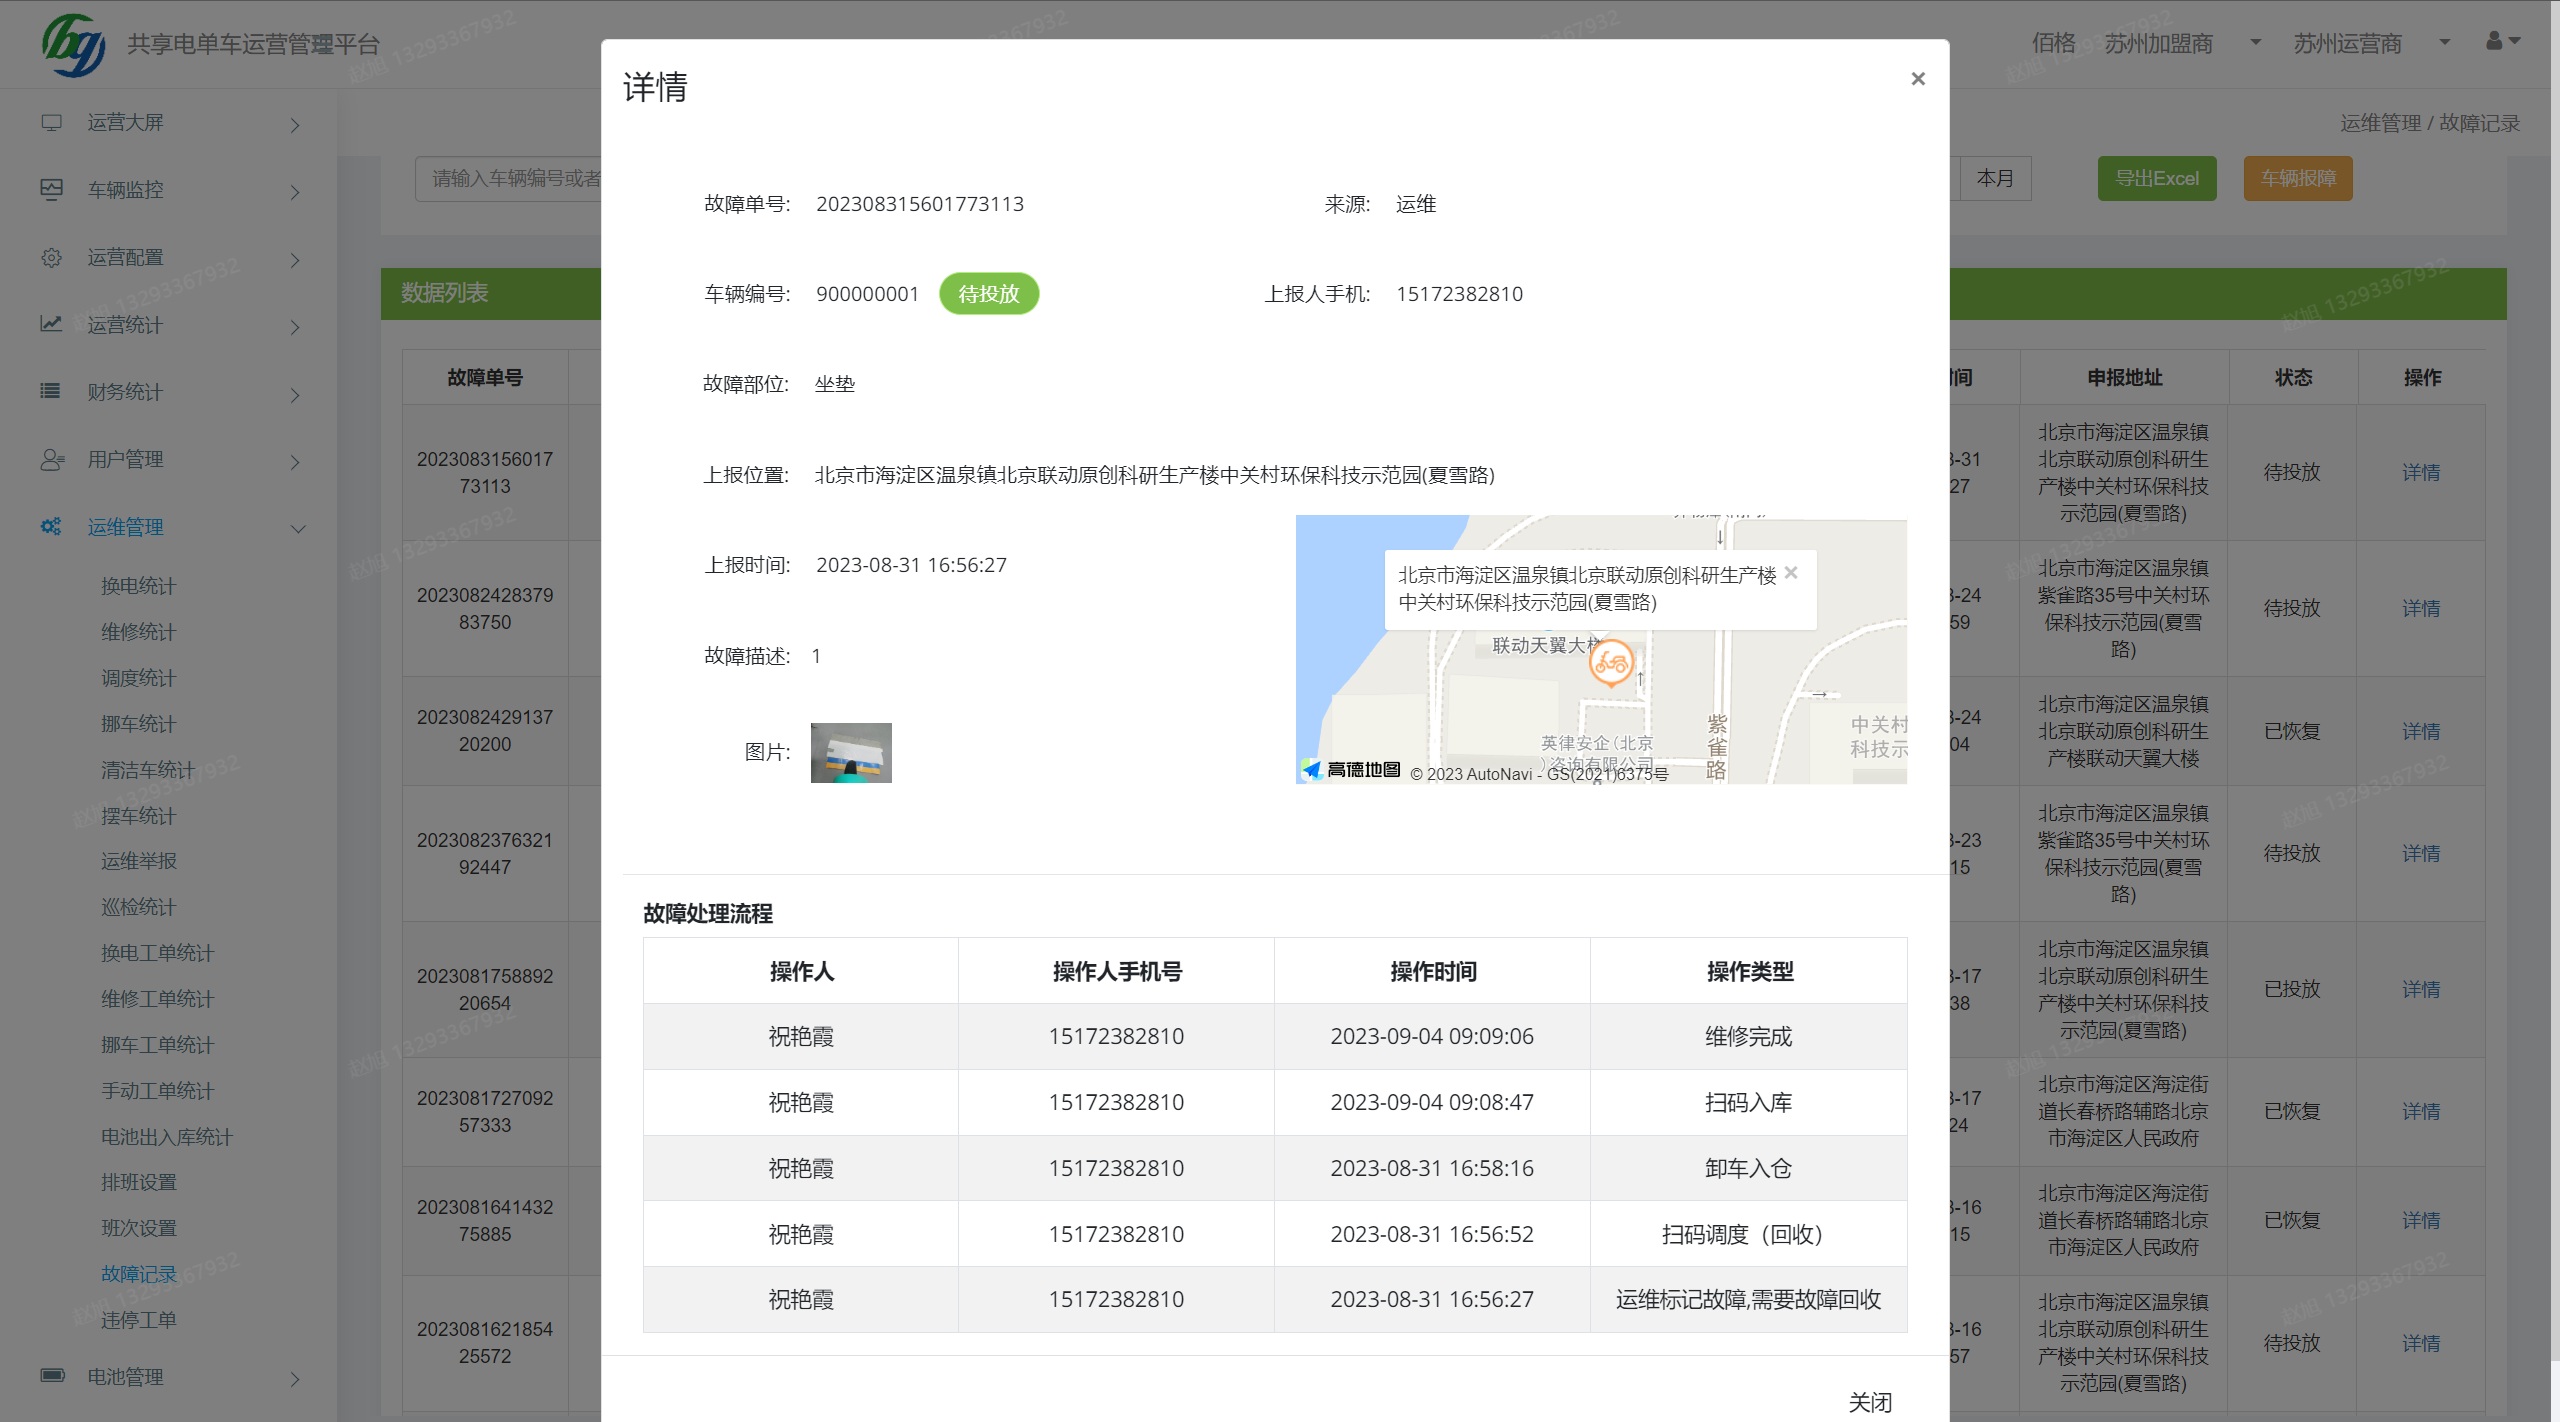 共享电单车运营管理平台
佰格 苏州加盟商 苏州运营商
运营大屏
车辆监控
运营配置
运营统计
财务统计
用户管理
运维管理
换电统计
维修统计
调度统计
挪车统计
清洁车统计
摆车统计
运维举报
巡检统计
换电工单统计
维修工单统计
挪车工单统计
手动工单统计
电池出入库统计
排班设置
班次设置
故障记录
违停工单
电池管理
运维管理 / 故障记录
请输入车辆编号或者
本月
导出Excel
车辆报障
数据列表
故障单号
2023083156017
73113
2023082428379
83750
2023082429137
20200
2023082376321
92447
2023081758892
20654
2023081727092
57333
2023081641432
75885
2023081621854
25572
详情
×
故障单号: 202308315601773113
来源: 运维
车辆编号: 900000001 待投放
上报人手机: 15172382810
故障部位: 坐垫
上报位置: 北京市海淀区温泉镇北京联动原创科研生产楼中关村环保科技示范园(夏雪路)
上报时间: 2023-08-31 16:56:27
故障描述: 1
图片:
北京市海淀区温泉镇北京联动原创科研生产楼
中关村环保科技示范园(夏雪路)
联动天翼大楼
紫雀路
英律安企(北京
)咨询有限公司
中关村
科技示
高德地图
© 2023 AutoNavi - GS(2021)6375号
故障处理流程
操作人 操作人手机号 操作时间 操作类型
祝艳霞 15172382810 2023-09-04 09:09:06 维修完成
祝艳霞 15172382810 2023-09-04 09:08:47 扫码入库
祝艳霞 15172382810 2023-08-31 16:58:16 卸车入仓
祝艳霞 15172382810 2023-08-31 16:56:52 扫码调度（回收）
祝艳霞 15172382810 2023-08-31 16:56:27 运维标记故障,需要故障回收
关闭
间 申报地址 状态 操作
-31
27
北京市海淀区温泉镇
北京联动原创科研生
产楼中关村环保科技
示范园(夏雪路)
待投放 详情
-24
59
北京市海淀区温泉镇
紫雀路35号中关村环
保科技示范园(夏雪
路)
待投放 详情
-24
04
北京市海淀区温泉镇
北京联动原创科研生
产楼联动天翼大楼
已恢复 详情
-23
15
北京市海淀区温泉镇
紫雀路35号中关村环
保科技示范园(夏雪
路)
待投放 详情
-17
38
北京市海淀区温泉镇
北京联动原创科研生
产楼中关村环保科技
示范园(夏雪路)
已投放 详情
-17
24
北京市海淀区海淀街
道长春桥路辅路北京
市海淀区人民政府
已恢复 详情
-16
15
北京市海淀区海淀街
道长春桥路辅路北京
市海淀区人民政府
已恢复 详情
-16
57
北京市海淀区温泉镇
北京联动原创科研生
产楼中关村环保科技
示范园(夏雪路)
待投放 详情
赵旭 13293367932